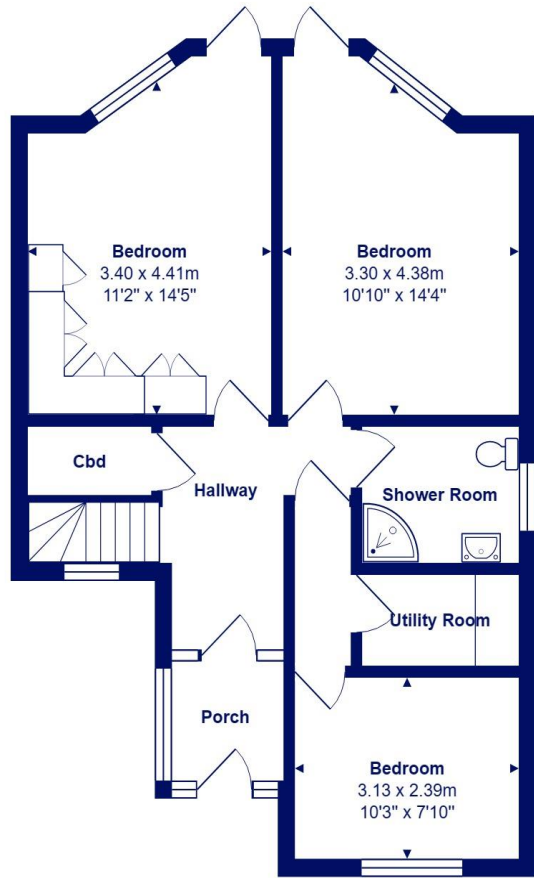 Bedroom
3.40 x 4.41m
11'2" x 14'5"
Bedroom
3.30 x 4.38m
10'10" x 14'4"
Cbd
Hallway
Shower Room
Utility Room
Porch
Bedroom
3.13 x 2.39m
10'3" x 7'10"